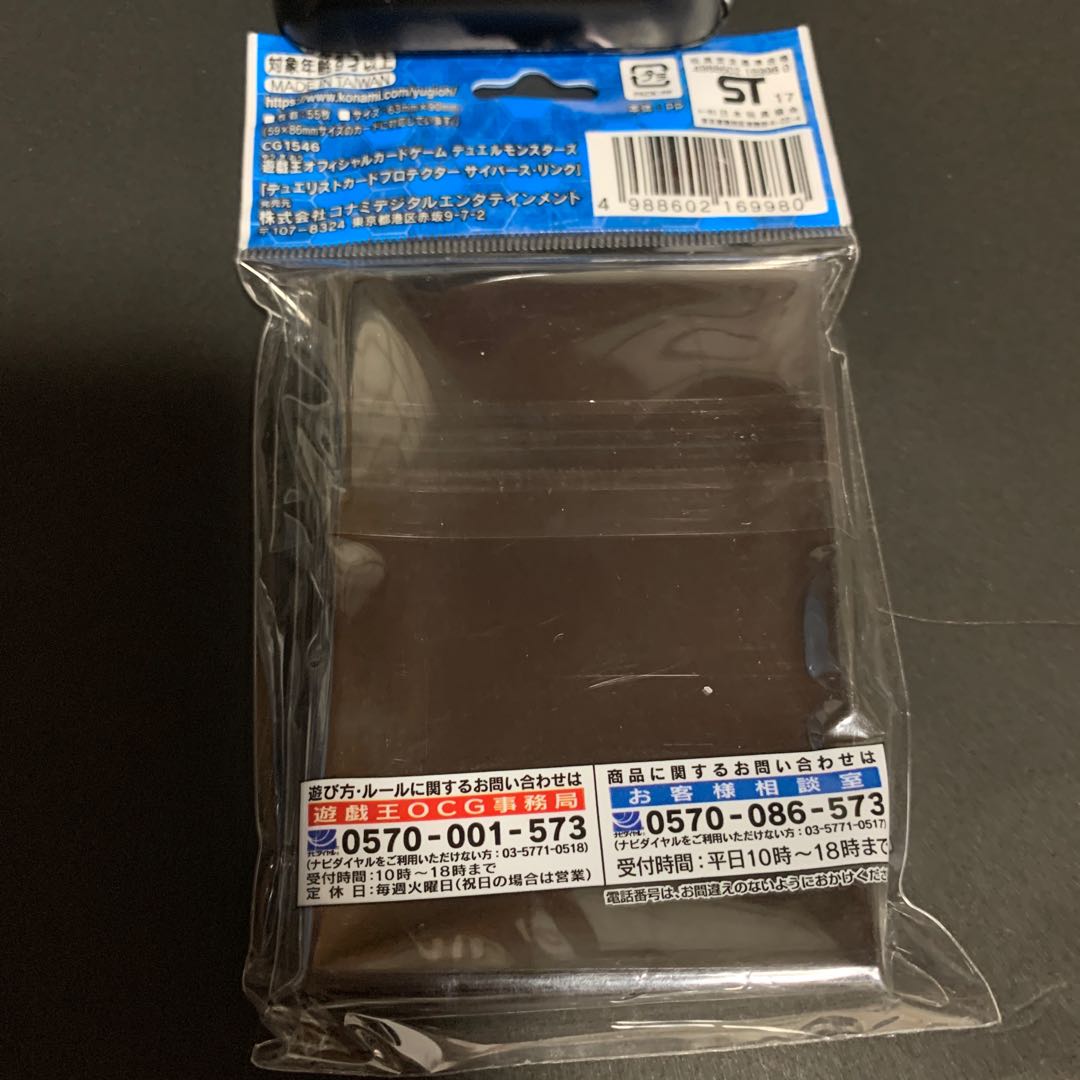 対象年齢9才以上
MADE IN TAIWAN
https://www.konami.com/yugioh/
■枚数:55枚 ■サイズ:63mm×90mm
(59×86mmサイズのカードに対応しています。)
CG1546
遊戯王オフィシャルカードゲーム デュエルモンスターズ
「デュエリストカードプロテクター サイバース・リンク」
発売元
株式会社 コナミデジタルエンタテインメント
〒107-8324 東京都港区赤坂9-7-2
プラ
本体:PP
ST 17
4 988602 169980
遊び方・ルールに関するお問い合わせは
遊戯王OCG事務局
0570-001-573
(ナビダイヤルをご利用いただけない方:03-5771-0518)
受付時間:10時～18時まで
定 休 日:毎週火曜日(祝日の場合は営業)
商品に関するお問い合わせは
お客様相談室
0570-086-573
(ナビダイヤルをご利用いただけない方:03-5771-0517)
受付時間:平日10時～18時まで
電話番号は、お間違えのないようにおかけくださ